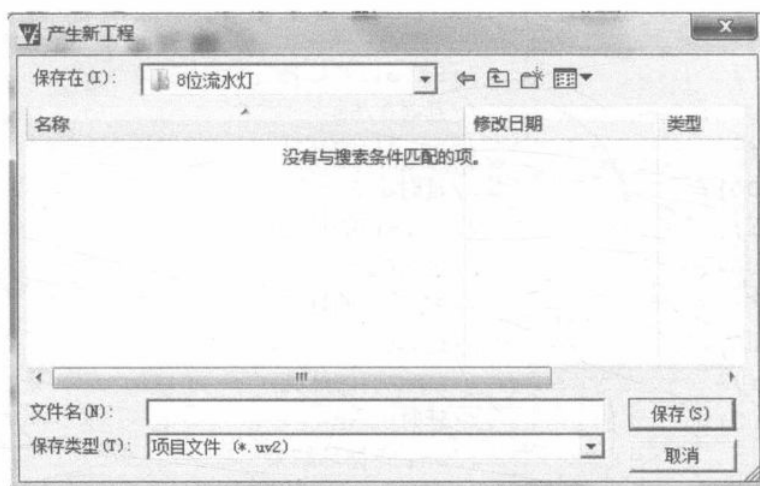 产生新工程
保存在(I): 8位流水灯
名称 修改日期 类型
没有与搜索条件匹配的项。
文件名(N): 保存(S)
保存类型(T): 项目文件 (*.uv2) 取消